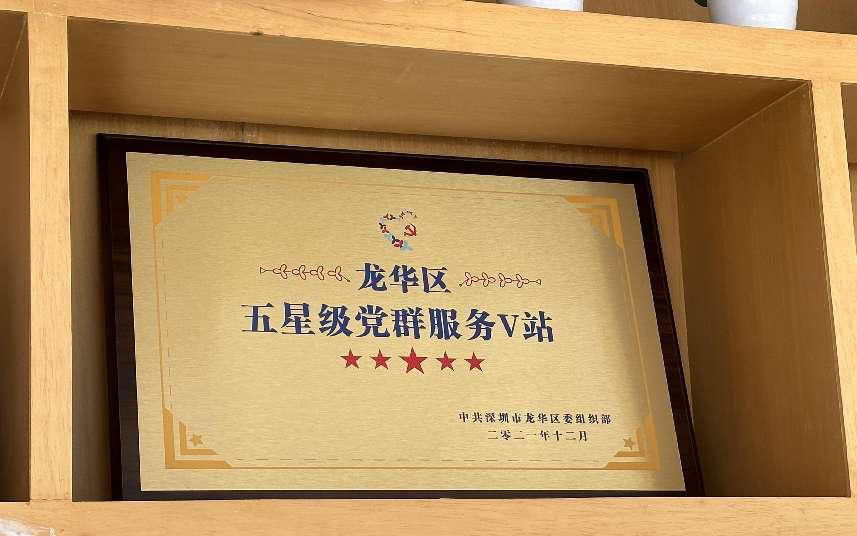 龙华区
五星级党群服务V站
中共深圳市龙华区委组织部
二零二一年十二月